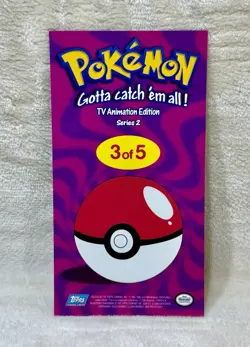 POKéMON
Gotta catch 'em all!
TV Animation Edition
Series 2
3 of 5
Topps